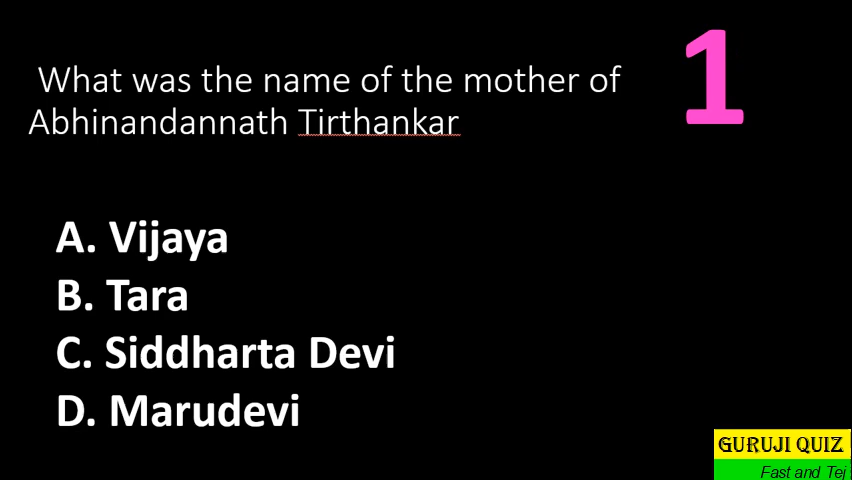 What was the name of the mother of
Abhinandannath Tirthankar
1
A. Vijaya
B. Tara
C. Siddharta Devi
D. Marudevi
GURUJI QUIZ
Fast and Tej